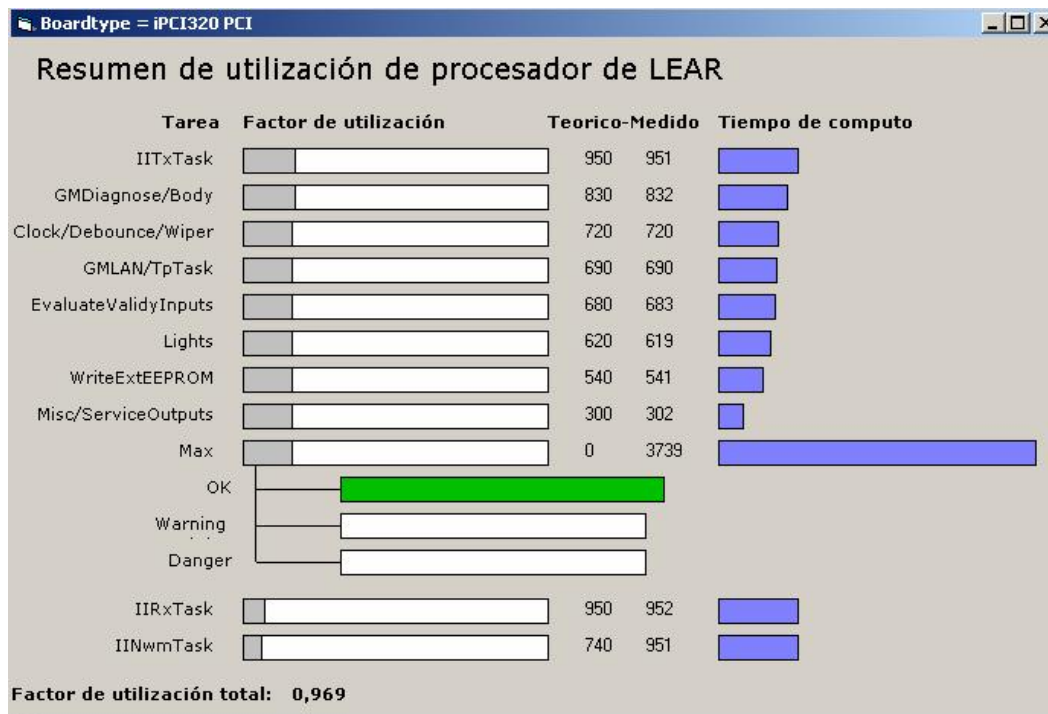 Boardtype = iPCI320 PCI
Resumen de utilización de procesador de LEAR
Tarea Factor de utilización Teorico-Medido Tiempo de computo
IITxTask 950 951
GMDiagnose/Body 830 832
Clock/Debounce/Wiper 720 720
GMLAN/TpTask 690 690
EvaluateValidyInputs 680 683
Lights 620 619
WriteExtEEPROM 540 541
Misc/ServiceOutputs 300 302
Max 0 3739
OK
Warning
Danger
IIRxTask 950 952
IINwmTask 740 951
Factor de utilización total: 0,969